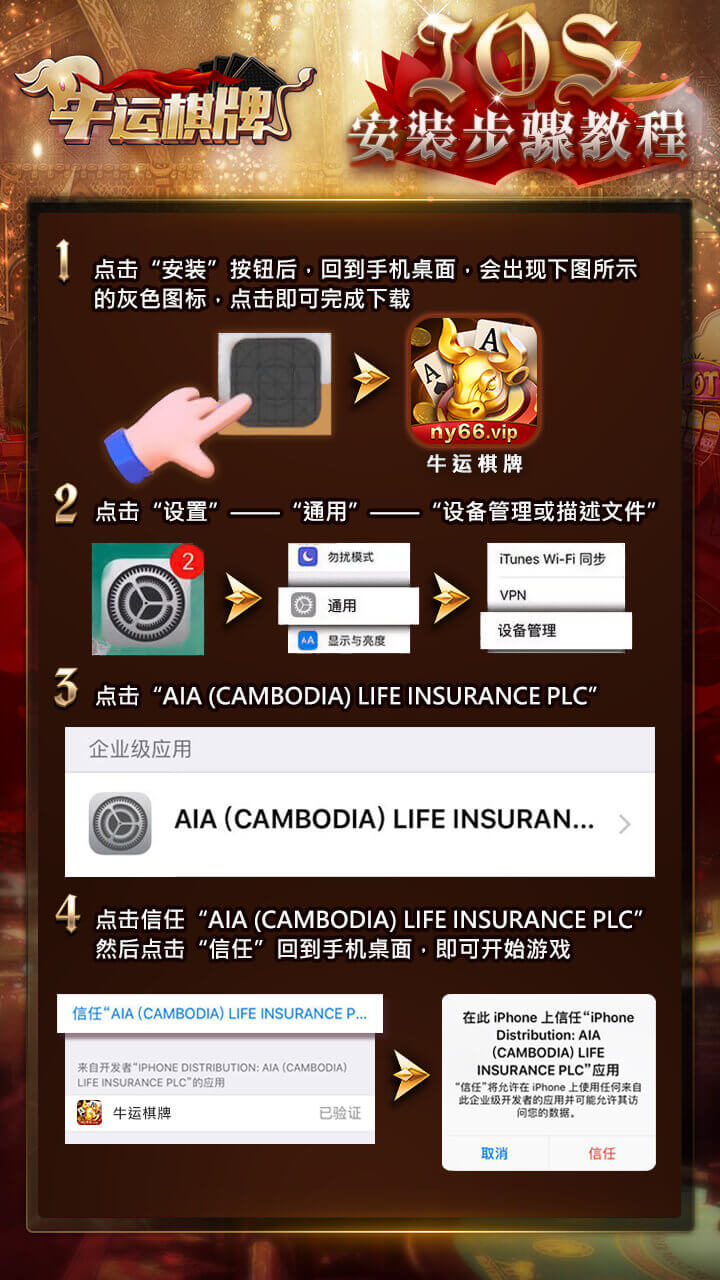 牛运棋牌
IOS
安装步骤教程
1
点击“安装”按钮后，回到手机桌面，会出现下图所示
的灰色图标，点击即可完成下载
A
A
ny66.vip
牛运棋牌
2
点击“设置”——“通用”——“设备管理或描述文件”
2
勿扰模式
通用
AA
显示与亮度
iTunes Wi-Fi 同步
VPN
设备管理
3
点击“AIA (CAMBODIA) LIFE INSURANCE PLC”
企业级应用
AIA (CAMBODIA) LIFE INSURAN...
4
点击信任“AIA (CAMBODIA) LIFE INSURANCE PLC”
然后点击“信任”回到手机桌面，即可开始游戏
信任“AIA (CAMBODIA) LIFE INSURANCE P...
来自开发者“IPHONE DISTRIBUTION: AIA (CAMBODIA)
LIFE INSURANCE PLC”的应用
牛运棋牌
已验证
在此 iPhone 上信任“iPhone
Distribution: AIA
(CAMBODIA) LIFE
INSURANCE PLC”应用
“信任”将允许在 iPhone 上使用任何来自
此企业级开发者的应用并可能允许其访
问您的数据。
取消
信任